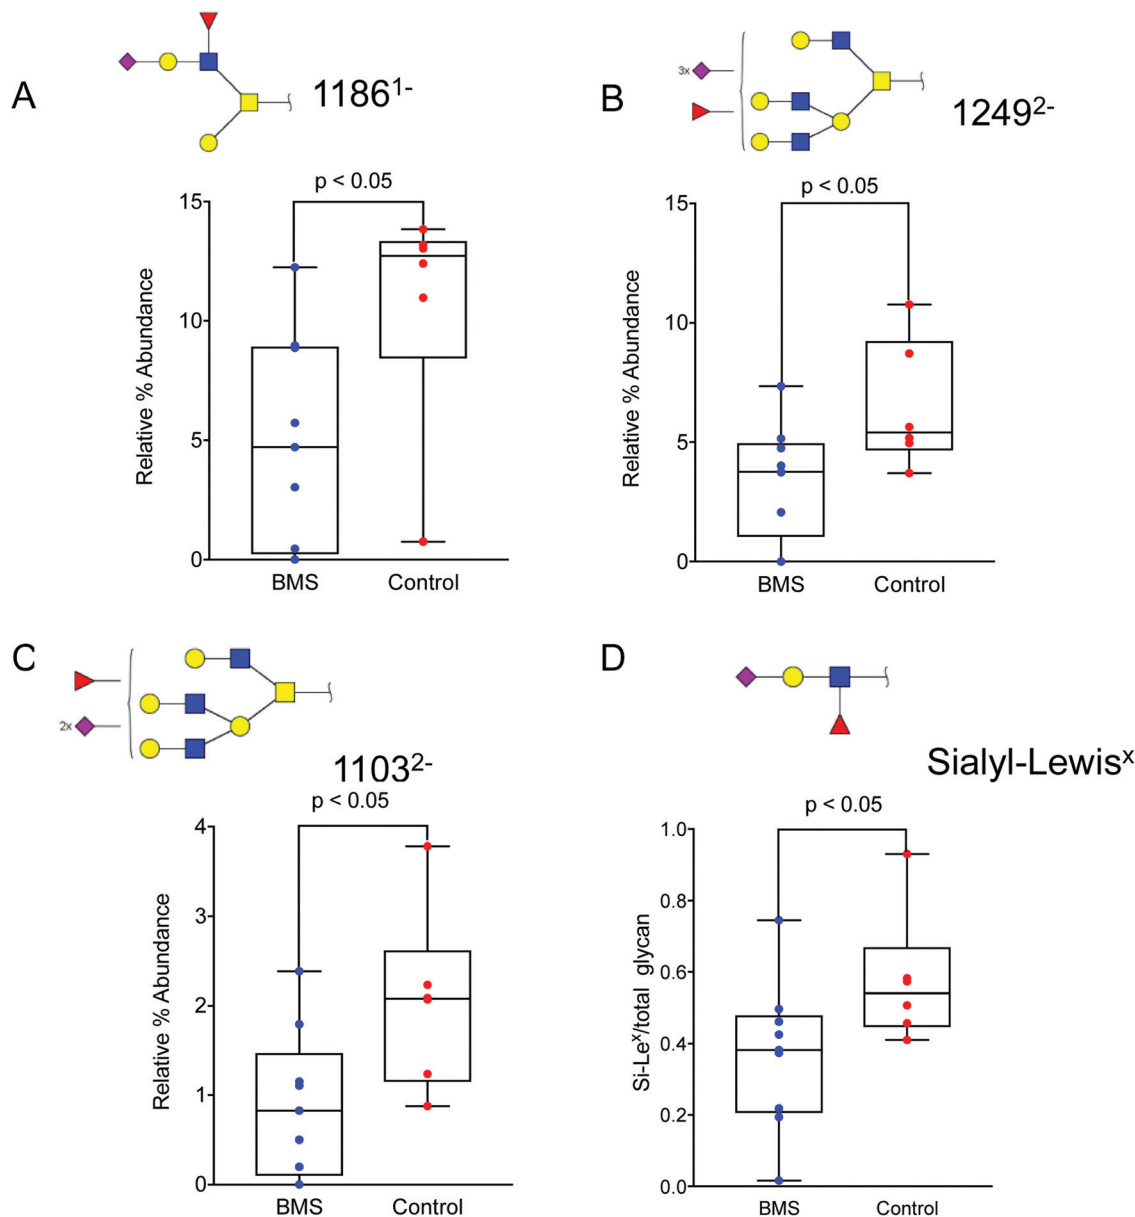 A
1186¹⁻
p < 0.05
15
10
5
0
Relative % Abundance
BMS Control
B
3x
1249²⁻
p < 0.05
15
10
5
0
Relative % Abundance
BMS Control
C
2x
1103²⁻
p < 0.05
4
3
2
1
0
Relative % Abundance
BMS Control
D
Sialyl-Lewisˣ
p < 0.05
1.0
0.8
0.6
0.4
0.2
0.0
Si-Leˣ/total glycan
BMS Control